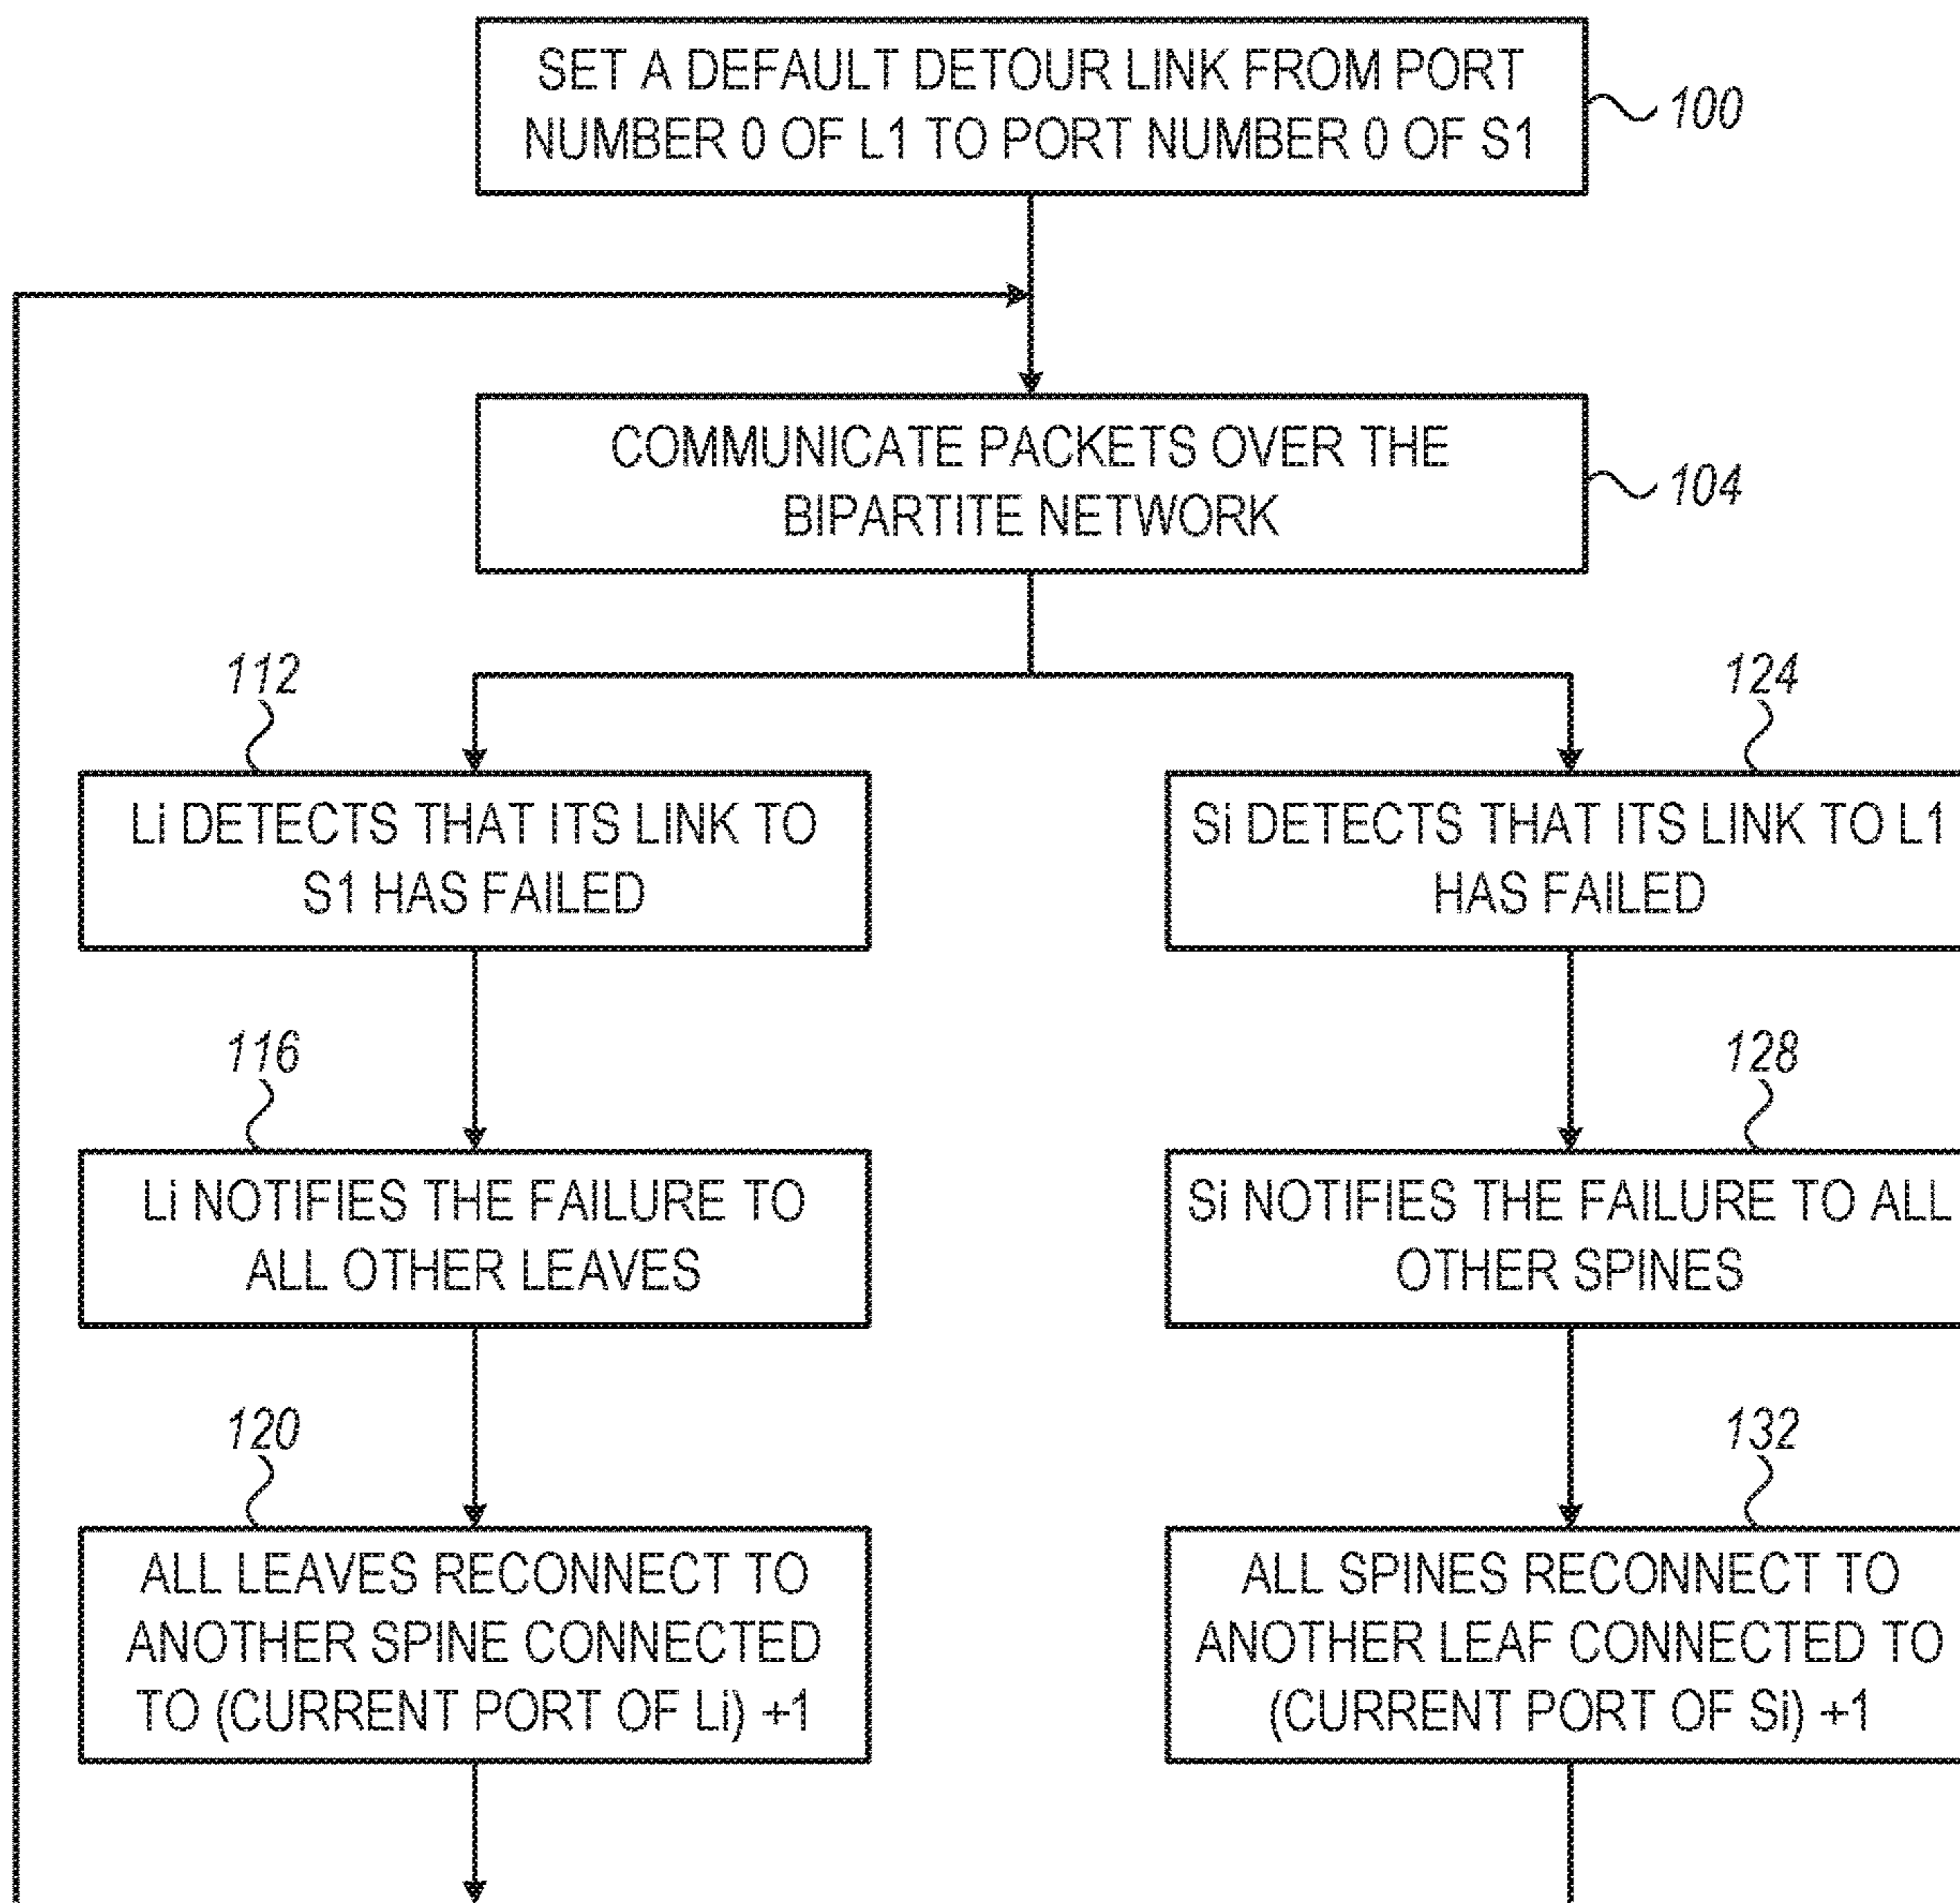 SET A DEFAULT DETOUR LINK FROM PORT
NUMBER 0 OF L1 TO PORT NUMBER 0 OF S1
100
COMMUNICATE PACKETS OVER THE
BIPARTITE NETWORK
104
112
Li DETECTS THAT ITS LINK TO
S1 HAS FAILED
116
Li NOTIFIES THE FAILURE TO
ALL OTHER LEAVES
120
ALL LEAVES RECONNECT TO
ANOTHER SPINE CONNECTED
TO (CURRENT PORT OF Li) +1
124
Si DETECTS THAT ITS LINK TO L1
HAS FAILED
128
Si NOTIFIES THE FAILURE TO ALL
OTHER SPINES
132
ALL SPINES RECONNECT TO
ANOTHER LEAF CONNECTED TO
(CURRENT PORT OF Si) +1